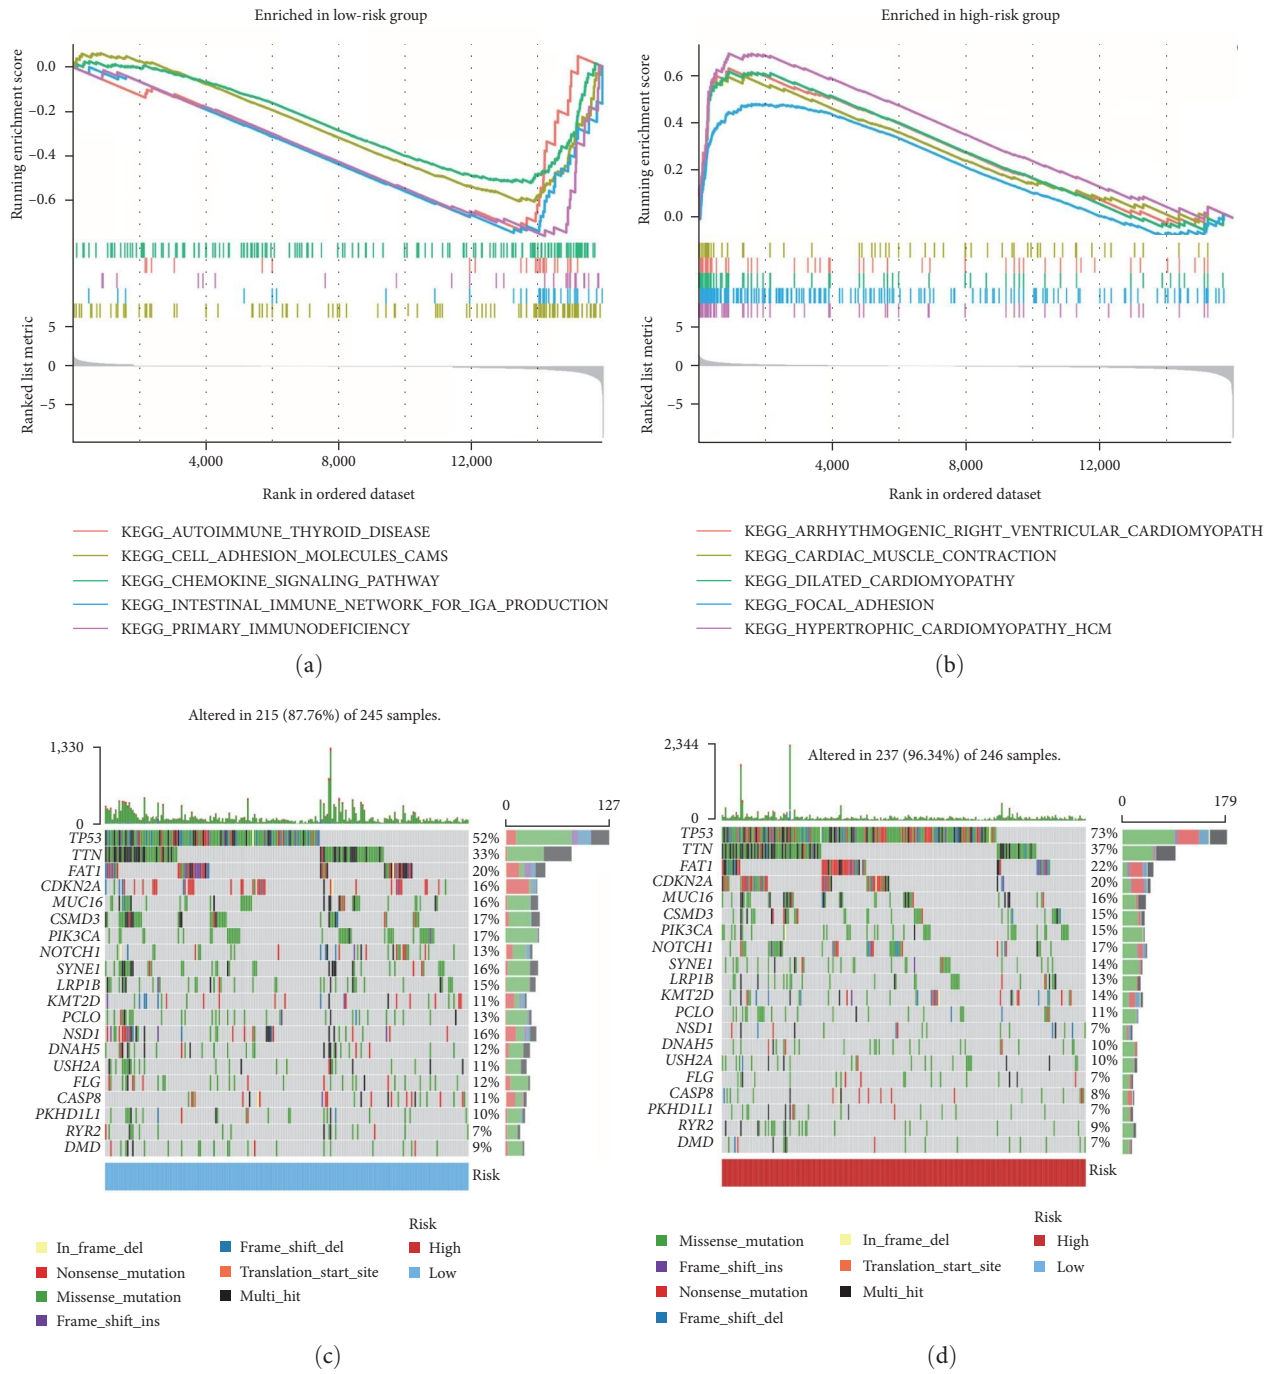 Enriched in low-risk group
Running enrichment score
0.0
−0.2
−0.4
−0.6
Ranked list metric
5
0
−5
4,000
8,000
12,000
Rank in ordered dataset
KEGG_AUTOIMMUNE_THYROID_DISEASE
KEGG_CELL_ADHESION_MOLECULES_CAMS
KEGG_CHEMOKINE_SIGNALING_PATHWAY
KEGG_INTESTINAL_IMMUNE_NETWORK_FOR_IGA_PRODUCTION
KEGG_PRIMARY_IMMUNODEFICIENCY
(a)
Enriched in high-risk group
Running enrichment score
0.6
0.4
0.2
0.0
Ranked list metric
5
0
−5
4,000
8,000
12,000
Rank in ordered dataset
KEGG_ARRHYTHMOGENIC_RIGHT_VENTRICULAR_CARDIOMYOPATH
KEGG_CARDIAC_MUSCLE_CONTRACTION
KEGG_DILATED_CARDIOMYOPATHY
KEGG_FOCAL_ADHESION
KEGG_HYPERTROPHIC_CARDIOMYOPATHY_HCM
(b)
Altered in 215 (87.76%) of 245 samples.
1,330
0
0 127
TP53 52%
TTN 33%
FAT1 20%
CDKN2A 16%
MUC16 16%
CSMD3 17%
PIK3CA 17%
NOTCH1 13%
SYNE1 16%
LRP1B 15%
KMT2D 11%
PCLO 13%
NSD1 16%
DNAH5 12%
USH2A 11%
FLG 12%
CASP8 11%
PKHD1L1 10%
RYR2 7%
DMD 9%
Risk
In_frame_del
Nonsense_mutation
Missense_mutation
Frame_shift_ins
Frame_shift_del
Translation_start_site
Multi_hit
Risk
High
Low
(c)
Altered in 237 (96.34%) of 246 samples.
2,344
0
0 179
TP53 73%
TTN 37%
FAT1 22%
CDKN2A 20%
MUC16 16%
CSMD3 15%
PIK3CA 15%
NOTCH1 17%
SYNE1 14%
LRP1B 13%
KMT2D 14%
PCLO 11%
NSD1 7%
DNAH5 10%
USH2A 10%
FLG 7%
CASP8 8%
PKHD1L1 7%
RYR2 9%
DMD 7%
Risk
Missense_mutation
Frame_shift_ins
Nonsense_mutation
Frame_shift_del
In_frame_del
Translation_start_site
Multi_hit
Risk
High
Low
(d)